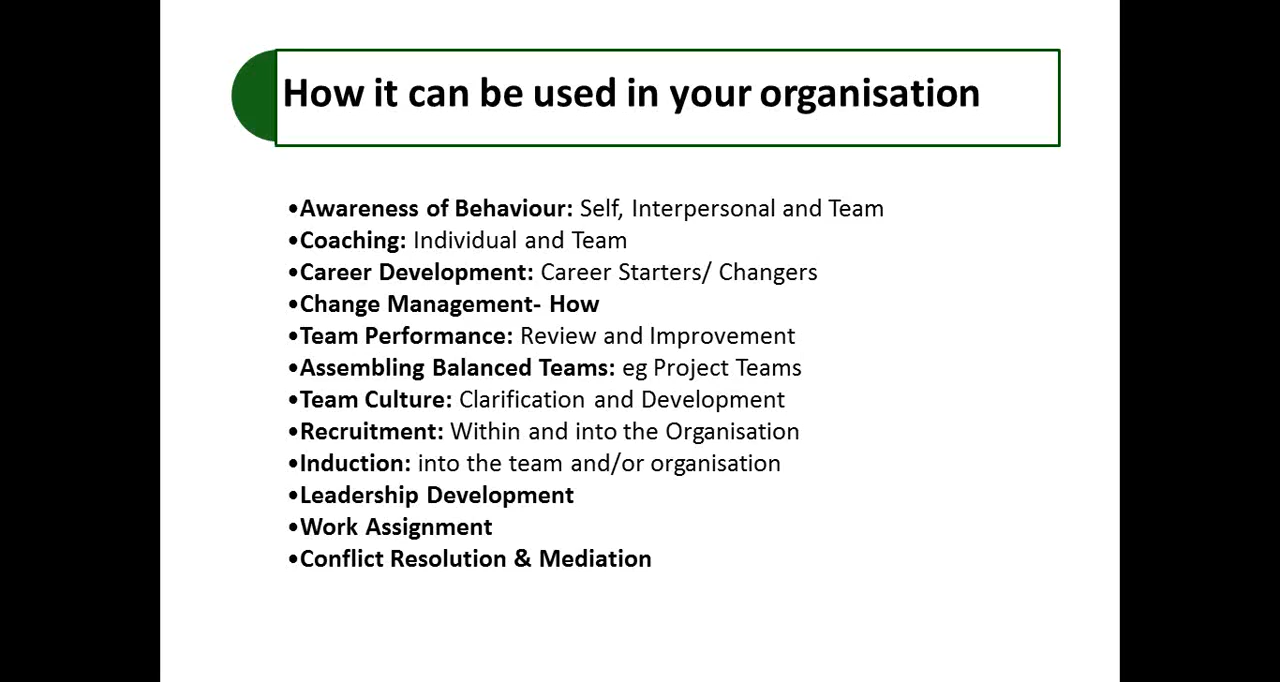 How it can be used in your organisation
•Awareness of Behaviour: Self, Interpersonal and Team
•Coaching: Individual and Team
•Career Development: Career Starters/ Changers
•Change Management- How
•Team Performance: Review and Improvement
•Assembling Balanced Teams: eg Project Teams
•Team Culture: Clarification and Development
•Recruitment: Within and into the Organisation
•Induction: into the team and/or organisation
•Leadership Development
•Work Assignment
•Conflict Resolution & Mediation